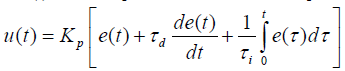 u(t) = K_p [ e(t) + τ_d de(t)/dt + 1/τ_i ∫_0^t e(τ)dτ ]